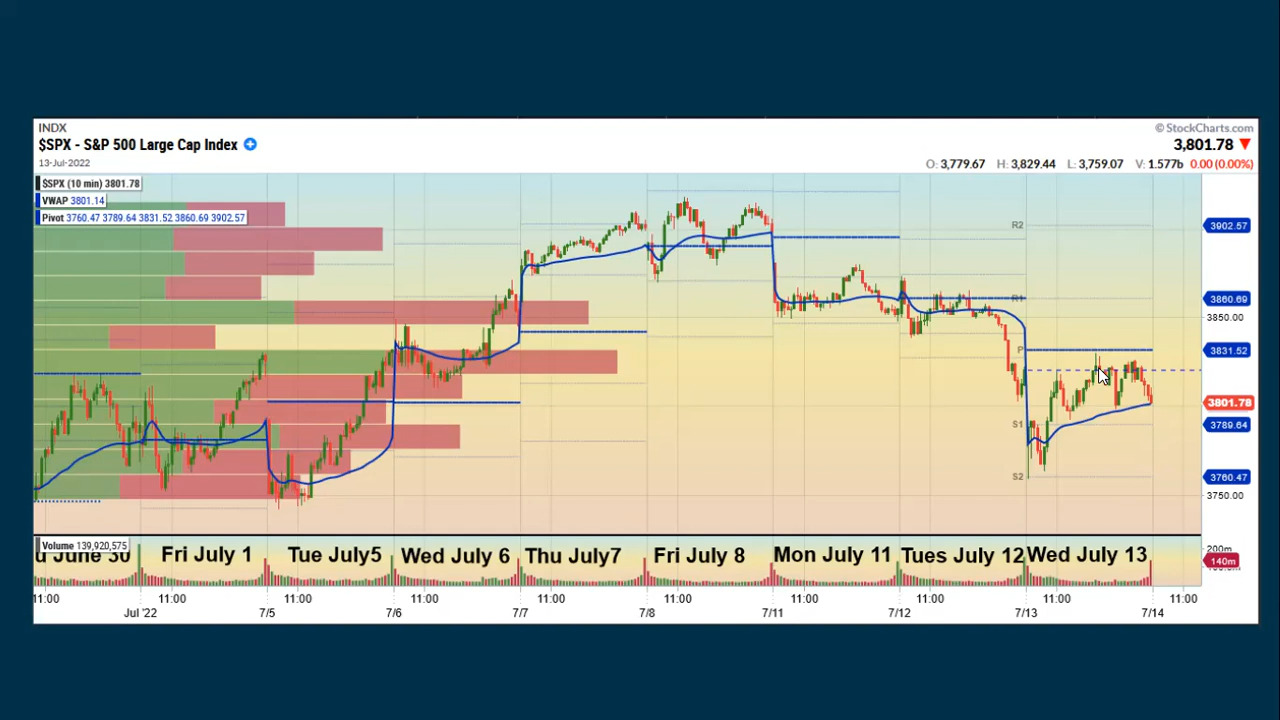 INDX
© StockCharts.com
$SPX - S&P 500 Large Cap Index
3,801.78
13-Jul-2022
O: 3,779.67 H: 3,829.44 L: 3,759.07 V: 1.577b 0.00 (0.00%)
$SPX (10 min) 3801.78
VWAP 3801.14
Pivot 3760.47 3789.64 3831.52 3860.69 3902.57
R2
3902.57
R1
3860.69
3850.00
P
3831.52
3801.78
S1
3789.64
S2
3760.47
3750.00
Volume 139,920,575
200m
140m
June 30 Fri July 1 Tue July5 Wed July 6 Thu July7 Fri July 8 Mon July 11 Tues July 12 Wed July 13
11:00 11:00 11:00 11:00 11:00 11:00 11:00 11:00 11:00 11:00
Jul '22 7/5 7/6 7/7 7/8 7/11 7/12 7/13 7/14